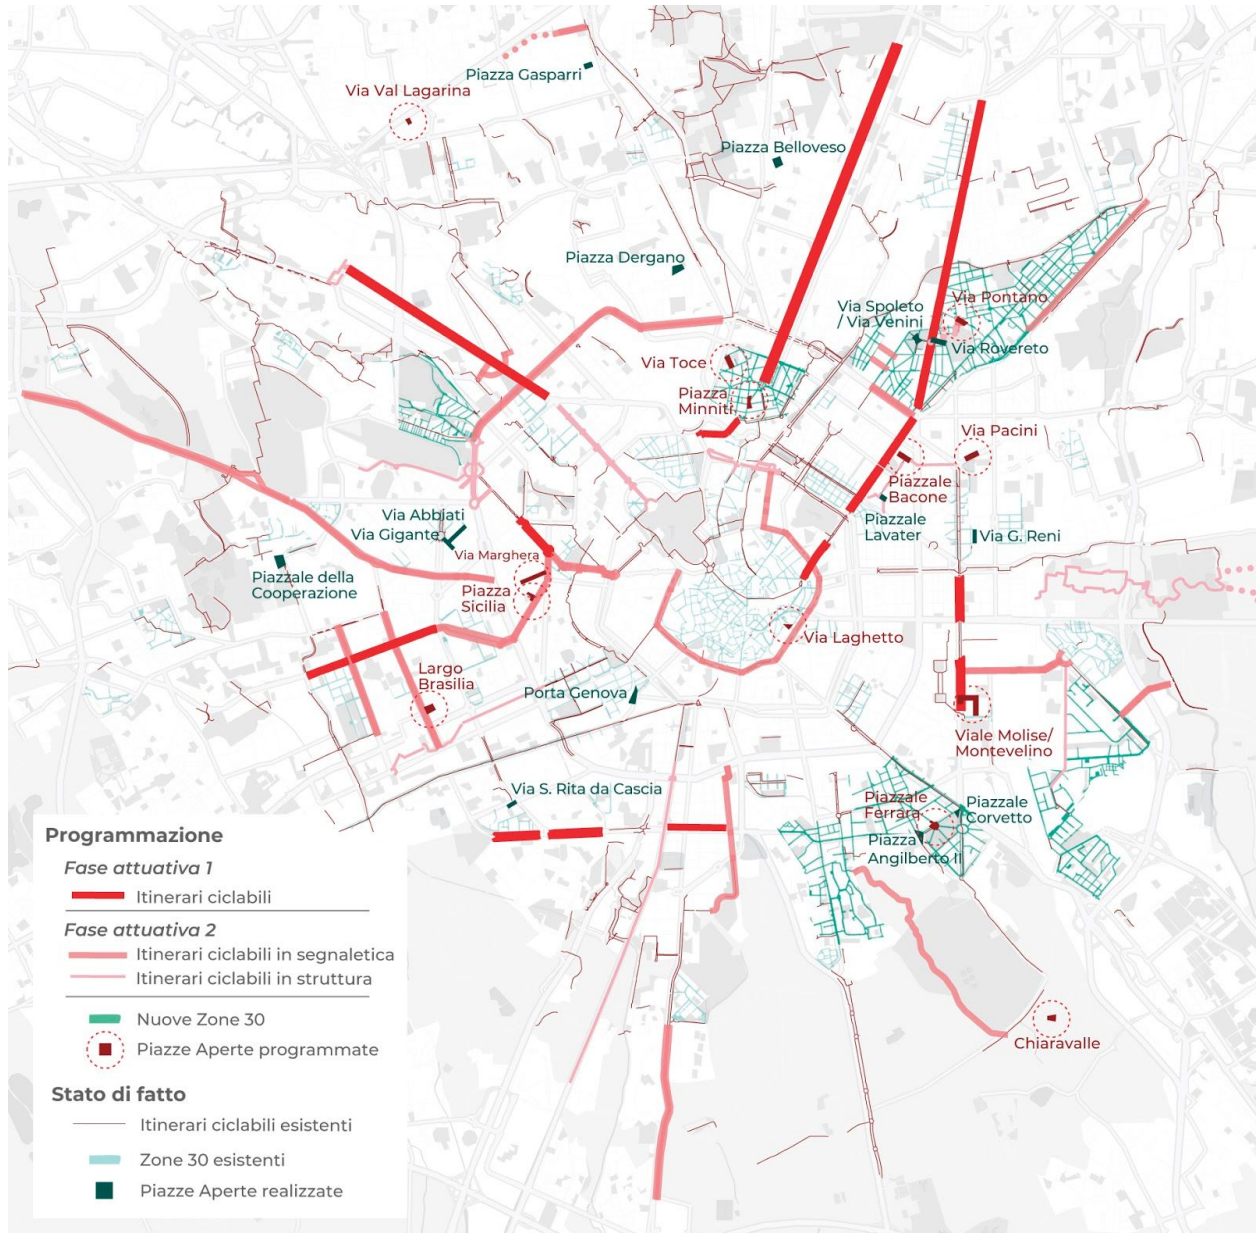 Piazza Gasparri
Via Val Lagarina
Piazza Belloveso
Piazza Dergano
Via Spoleto
/ Via Venini
Via Pontano
Via Rovereto
Via Toce
Piazza
Minniti
Via Pacini
Piazzale
Bacone
Piazzale
Lavater
Via G. Reni
Via Abbiati
Via Gigante
Via Marghera
Piazza
Sicilia
Piazzale della
Cooperazione
Via Laghetto
Largo
Brasilia
Porta Genova
Viale Molise/
Montevelino
Via S. Rita da Cascia
Piazzale
Ferrara
Piazzale
Corvetto
Piazza
Angilberto II
Chiaravalle
Programmazione
Fase attuativa 1
Itinerari ciclabili
Fase attuativa 2
Itinerari ciclabili in segnaletica
Itinerari ciclabili in struttura
Nuove Zone 30
Piazze Aperte programmate
Stato di fatto
Itinerari ciclabili esistenti
Zone 30 esistenti
Piazze Aperte realizzate